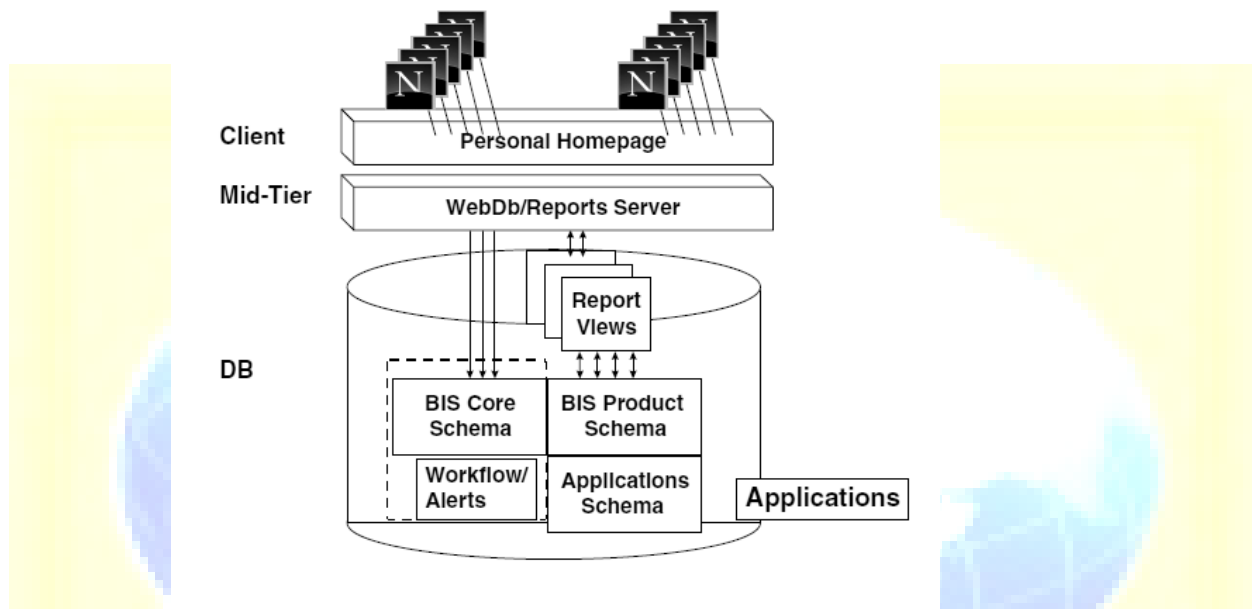 N
N
Client
Personal Homepage
Mid-Tier
WebDb/Reports Server
Report
Views
DB
BIS Core
Schema
BIS Product
Schema
Workflow/
Alerts
Applications
Schema
Applications